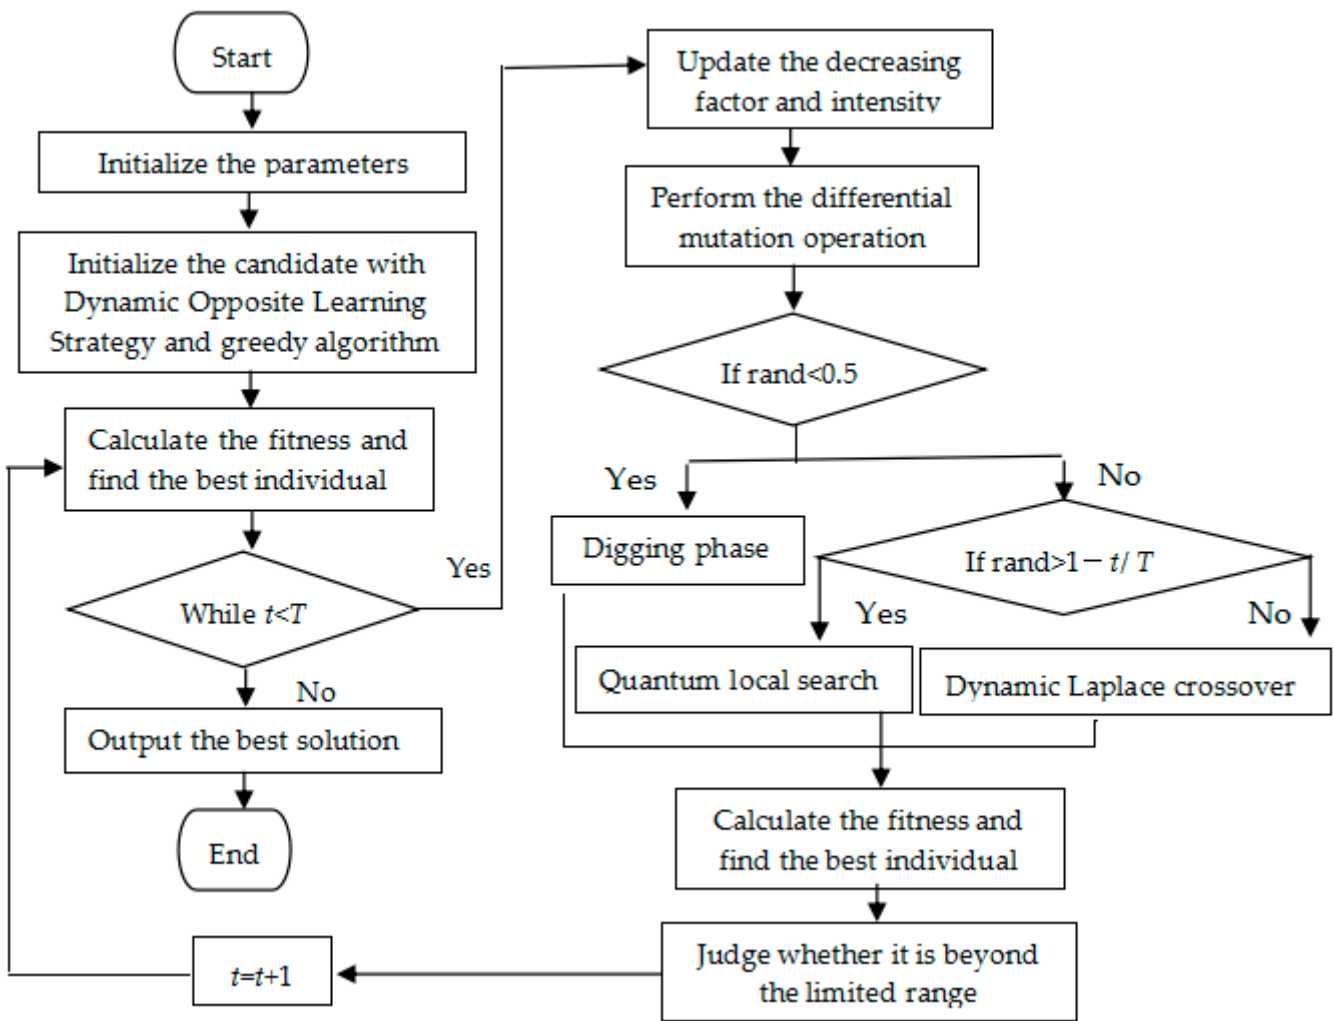 Start
Initialize the parameters
Initialize the candidate with
Dynamic Opposite Learning
Strategy and greedy algorithm
Calculate the fitness and
find the best individual
While t<T
Yes
No
Output the best solution
End
Update the decreasing
factor and intensity
Perform the differential
mutation operation
If rand<0.5
Yes
No
Digging phase
If rand>1− t/ T
Yes
No
Quantum local search
Dynamic Laplace crossover
Calculate the fitness and
find the best individual
Judge whether it is beyond
the limited range
t=t+1